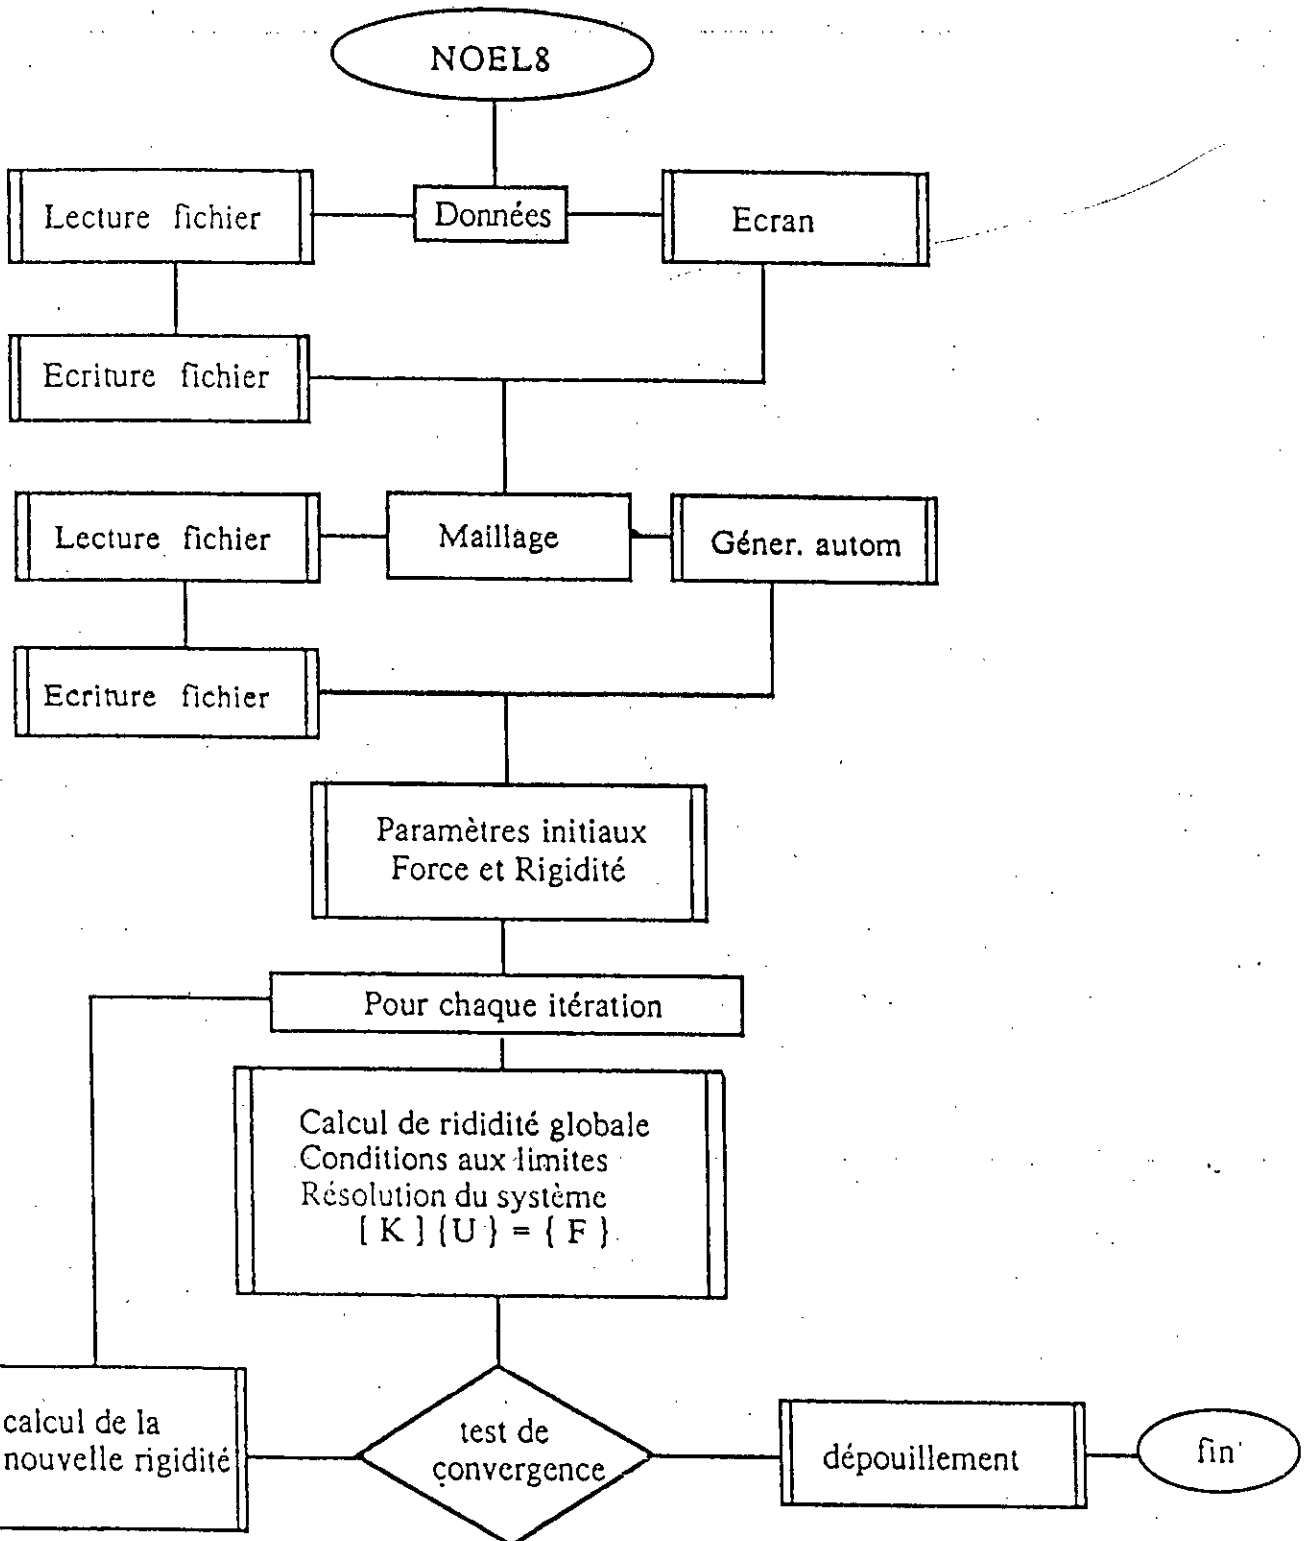 NOEL8
Lecture fichier
Données
Ecran
Ecriture fichier
Lecture fichier
Maillage
Géner. autom
Ecriture fichier
Paramètres initiaux
Force et Rigidité
Pour chaque itération
Calcul de rididité globale
Conditions aux limites
Résolution du système
[ K ] {U } = { F }
calcul de la
nouvelle rigidité
test de
convergence
dépouillement
fin